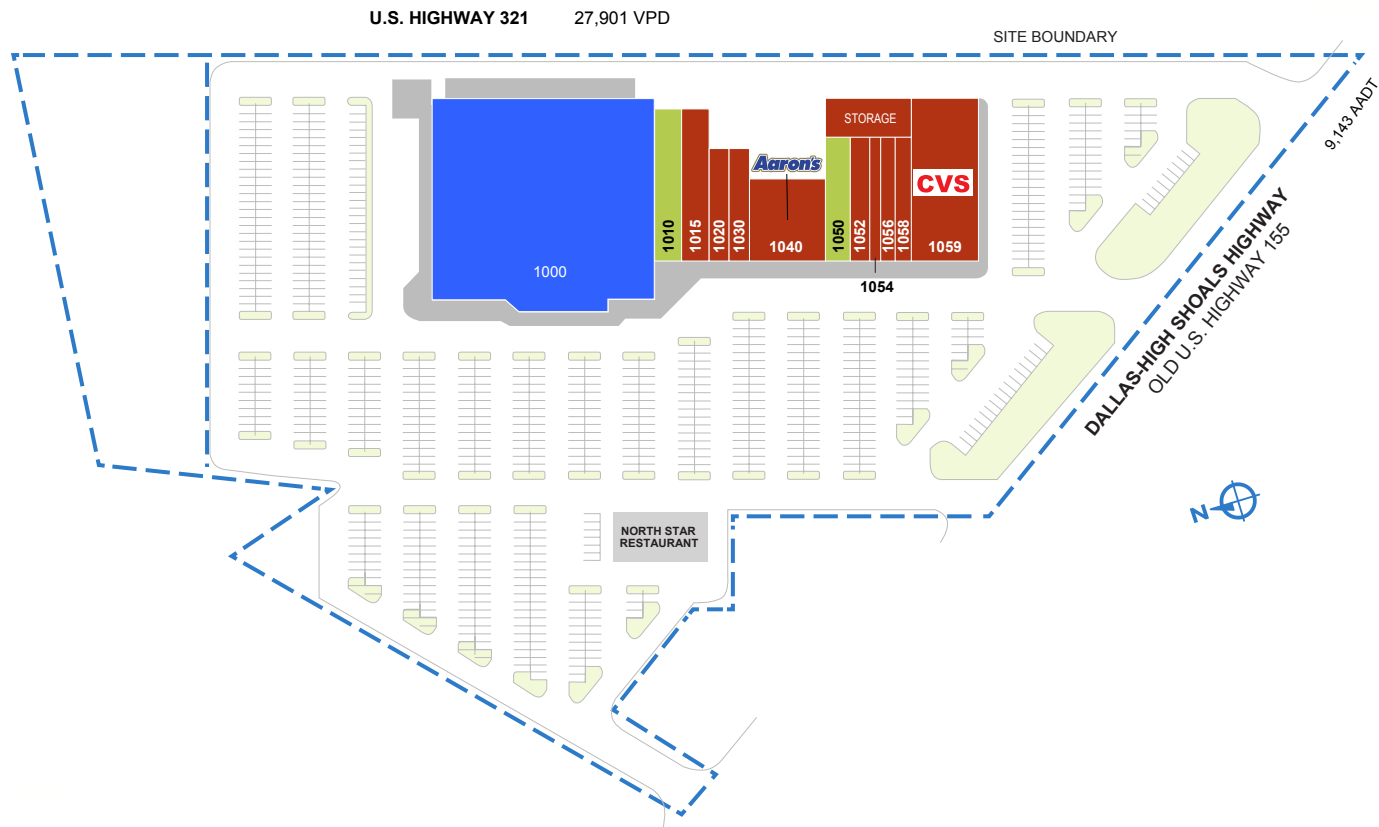 U.S. HIGHWAY 321 27,901 VPD
SITE BOUNDARY
9,143 AADT
STORAGE
Aaron's
CVS
1000
1010
1015
1020
1030
1040
1050
1052
1054
1056
1058
1059
DALLAS-HIGH SHOALS HIGHWAY
OLD U.S. HIGHWAY 155
N
NORTH STAR
RESTAURANT